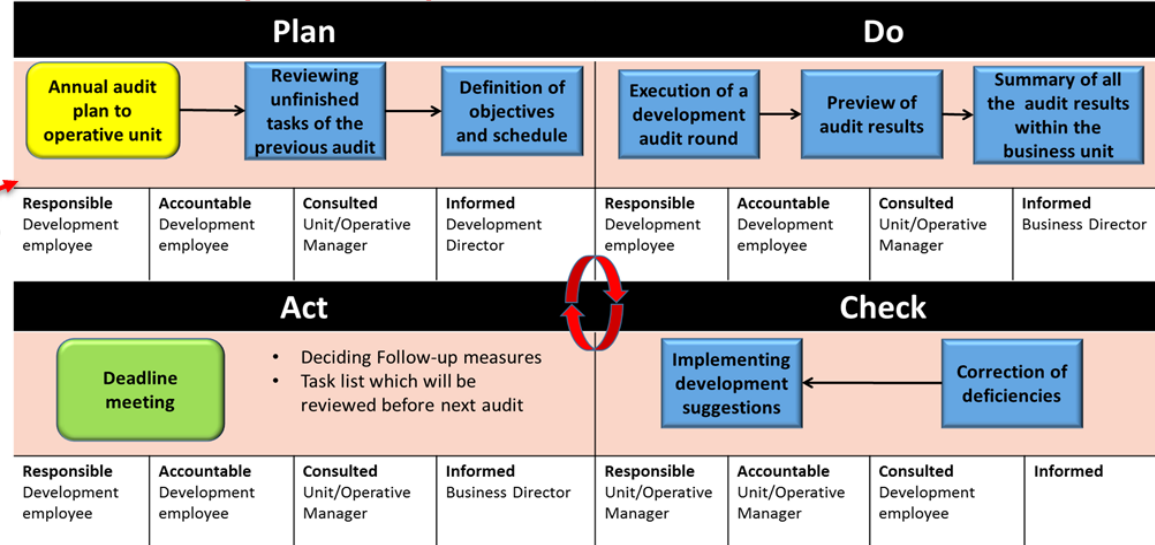 Plan
Do
Annual audit
plan to
operative unit
Reviewing
unfinished
tasks of the
previous audit
Definition of
objectives
and schedule
Execution of a
development
audit round
Preview of
audit results
Summary of all
the audit results
within the
business unit
Responsible
Development
employee
Accountable
Development
employee
Consulted
Unit/Operative
Manager
Informed
Development
Director
Responsible
Development
employee
Accountable
Development
employee
Consulted
Unit/Operative
Manager
Informed
Business Director
Act
Check
Deadline
meeting
• Deciding Follow-up measures
• Task list which will be
reviewed before next audit
Implementing
development
suggestions
Correction of
deficiencies
Responsible
Development
employee
Accountable
Development
employee
Consulted
Unit/Operative
Manager
Informed
Business Director
Responsible
Unit/Operative
Manager
Accountable
Unit/Operative
Manager
Consulted
Development
employee
Informed